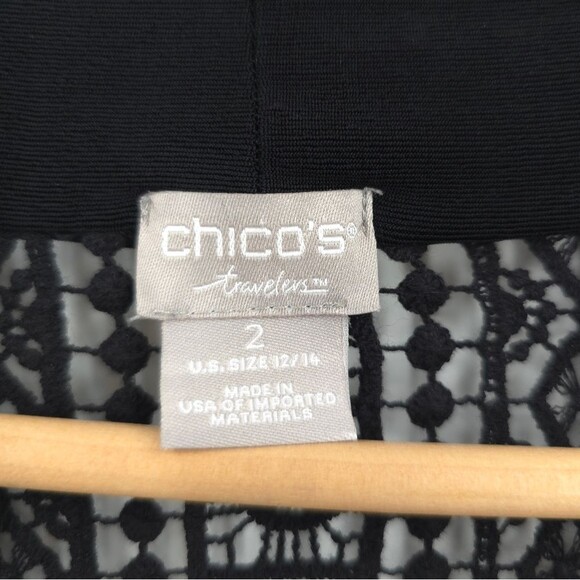 chico's®
travelers™
2
U.S. SIZE 12/14
MADE IN
USA OF IMPORTED
MATERIALS